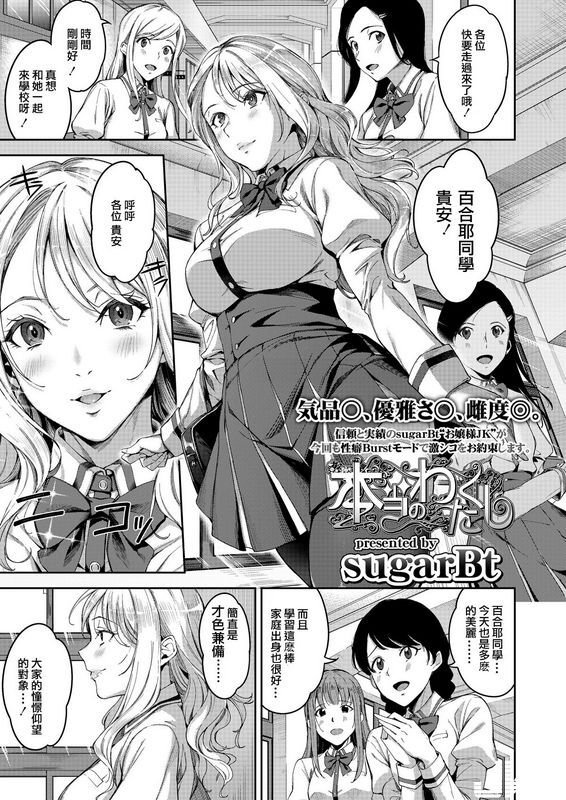 各位
快要走過來了哦！
時間
剛剛好！
真想
和她一起
來學校呀！
百合耶同學
貴安！
呼呼
各位 貴安
ニコッ
気品◎、優雅さ◎、雌度◎。
信頼と実績のsugarBt“お嬢様JK”が
今回も性癖Burstモードで激シコをお約束します。
本当のわたくし
presented by
sugarBt
百合耶同學…
今天也是多麽
的美麗……
而且
學習這麽棒
家庭出身也很好…
簡直是
才色兼備……
大家的憧憬仰望
的對象…